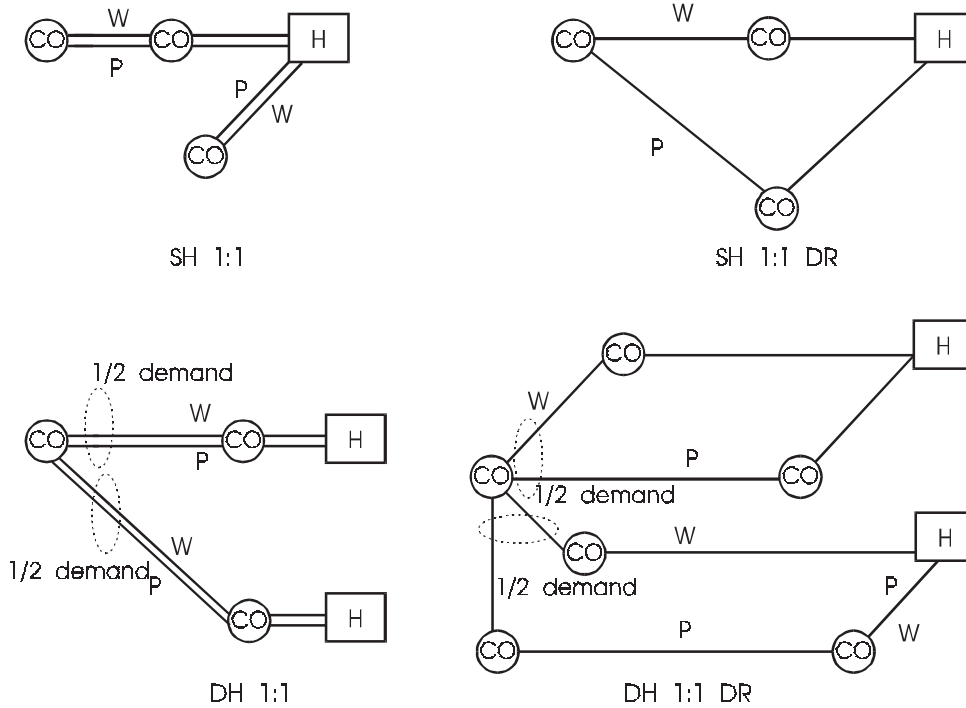 W
CO CO H
P
P
W
CO
SH 1:1
W
CO CO H
P
CO
SH 1:1 DR
1/2 demand
W
CO CO H
P
W
1/2 demand
P
CO H
DH 1:1
CO H
W
P
CO CO
1/2 demand
W
H
CO
1/2 demand
P
P
W
CO CO
DH 1:1 DR